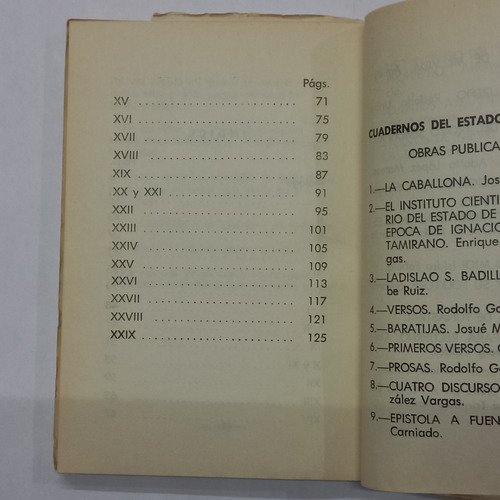 Págs.
XV . . . . . . . . . . . . . . . . . . . . . . . . . 71
XVI . . . . . . . . . . . . . . . . . . . . . . . . . 75
XVII . . . . . . . . . . . . . . . . . . . . . . . . . 79
XVIII . . . . . . . . . . . . . . . . . . . . . . . . 83
XIX . . . . . . . . . . . . . . . . . . . . . . . . . 87
XX y XXI . . . . . . . . . . . . . . . . . . . . . 91
XXII . . . . . . . . . . . . . . . . . . . . . . . . . 95
XXIII . . . . . . . . . . . . . . . . . . . . . . . . 101
XXIV . . . . . . . . . . . . . . . . . . . . . . . . 105
XXV . . . . . . . . . . . . . . . . . . . . . . . . . 109
XXVI . . . . . . . . . . . . . . . . . . . . . . . . 113
XXVII . . . . . . . . . . . . . . . . . . . . . . . . 117
XXVIII . . . . . . . . . . . . . . . . . . . . . . . 121
XXIX . . . . . . . . . . . . . . . . . . . . . . . . 125
CUADERNOS DEL ESTADO
OBRAS PUBLICA
1.—LA CABALLONA. Jos
2.—EL INSTITUTO CIENTI
RIO DEL ESTADO DE
EPOCA DE IGNACIO
TAMIRANO. Enrique
gas.
3.—LADISLAO S. BADILL
be Ruiz.
4.—VERSOS. Rodolfo Ga
5.—BARATIJAS. Josué M
6.—PRIMEROS VERSOS.
7.—PROSAS. Rodolfo Ga
8.—CUATRO DISCURSO
zález Vargas.
9.—EPISTOLA A FUEN
Carniado.